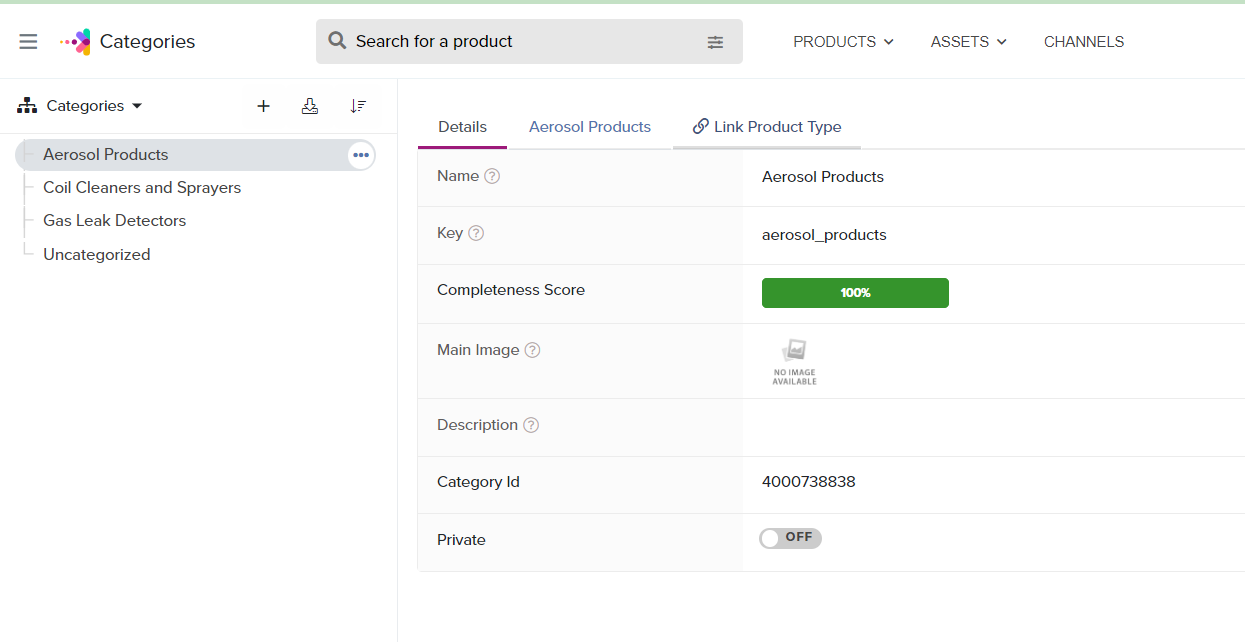 Categories
Search for a product
PRODUCTS
ASSETS
CHANNELS
Categories
Aerosol Products
Coil Cleaners and Sprayers
Gas Leak Detectors
Uncategorized
Details
Aerosol Products
Link Product Type
Name ?
Aerosol Products
Key ?
aerosol_products
Completeness Score
100%
Main Image ?
NO IMAGE
AVAILABLE
Description ?
Category Id
4000738838
Private
OFF